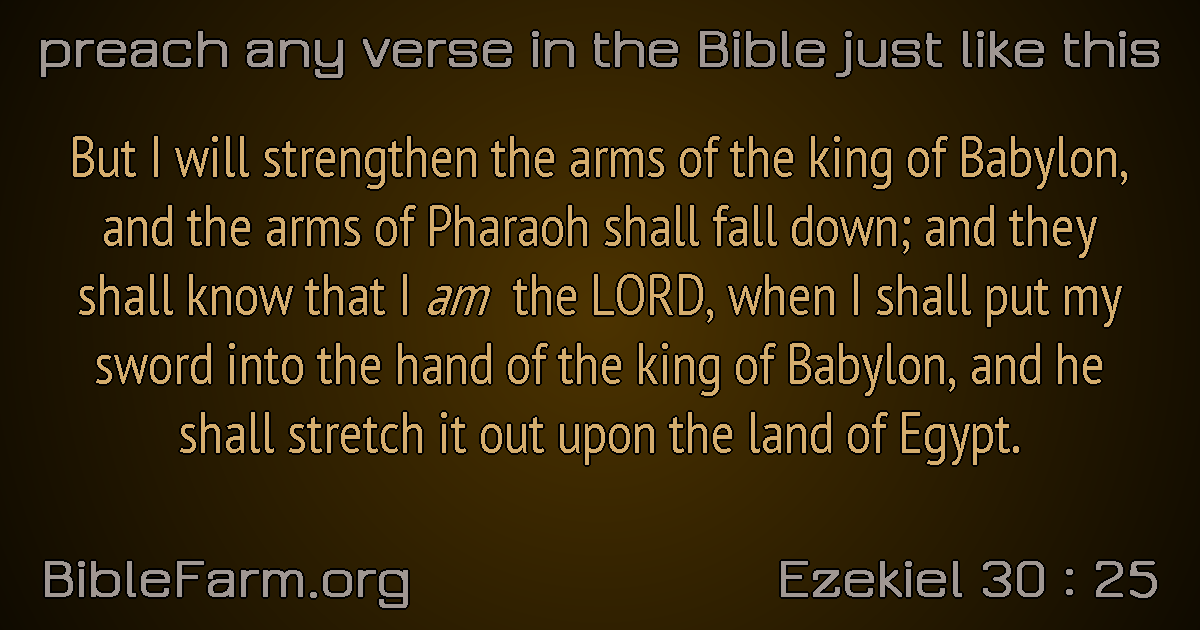 preach any verse in the Bible just like this
But I will strengthen the arms of the king of Babylon,
and the arms of Pharaoh shall fall down; and they
shall know that I am the LORD, when I shall put my
sword into the hand of the king of Babylon, and he
shall stretch it out upon the land of Egypt.
BibleFarm.org
Ezekiel 30 : 25